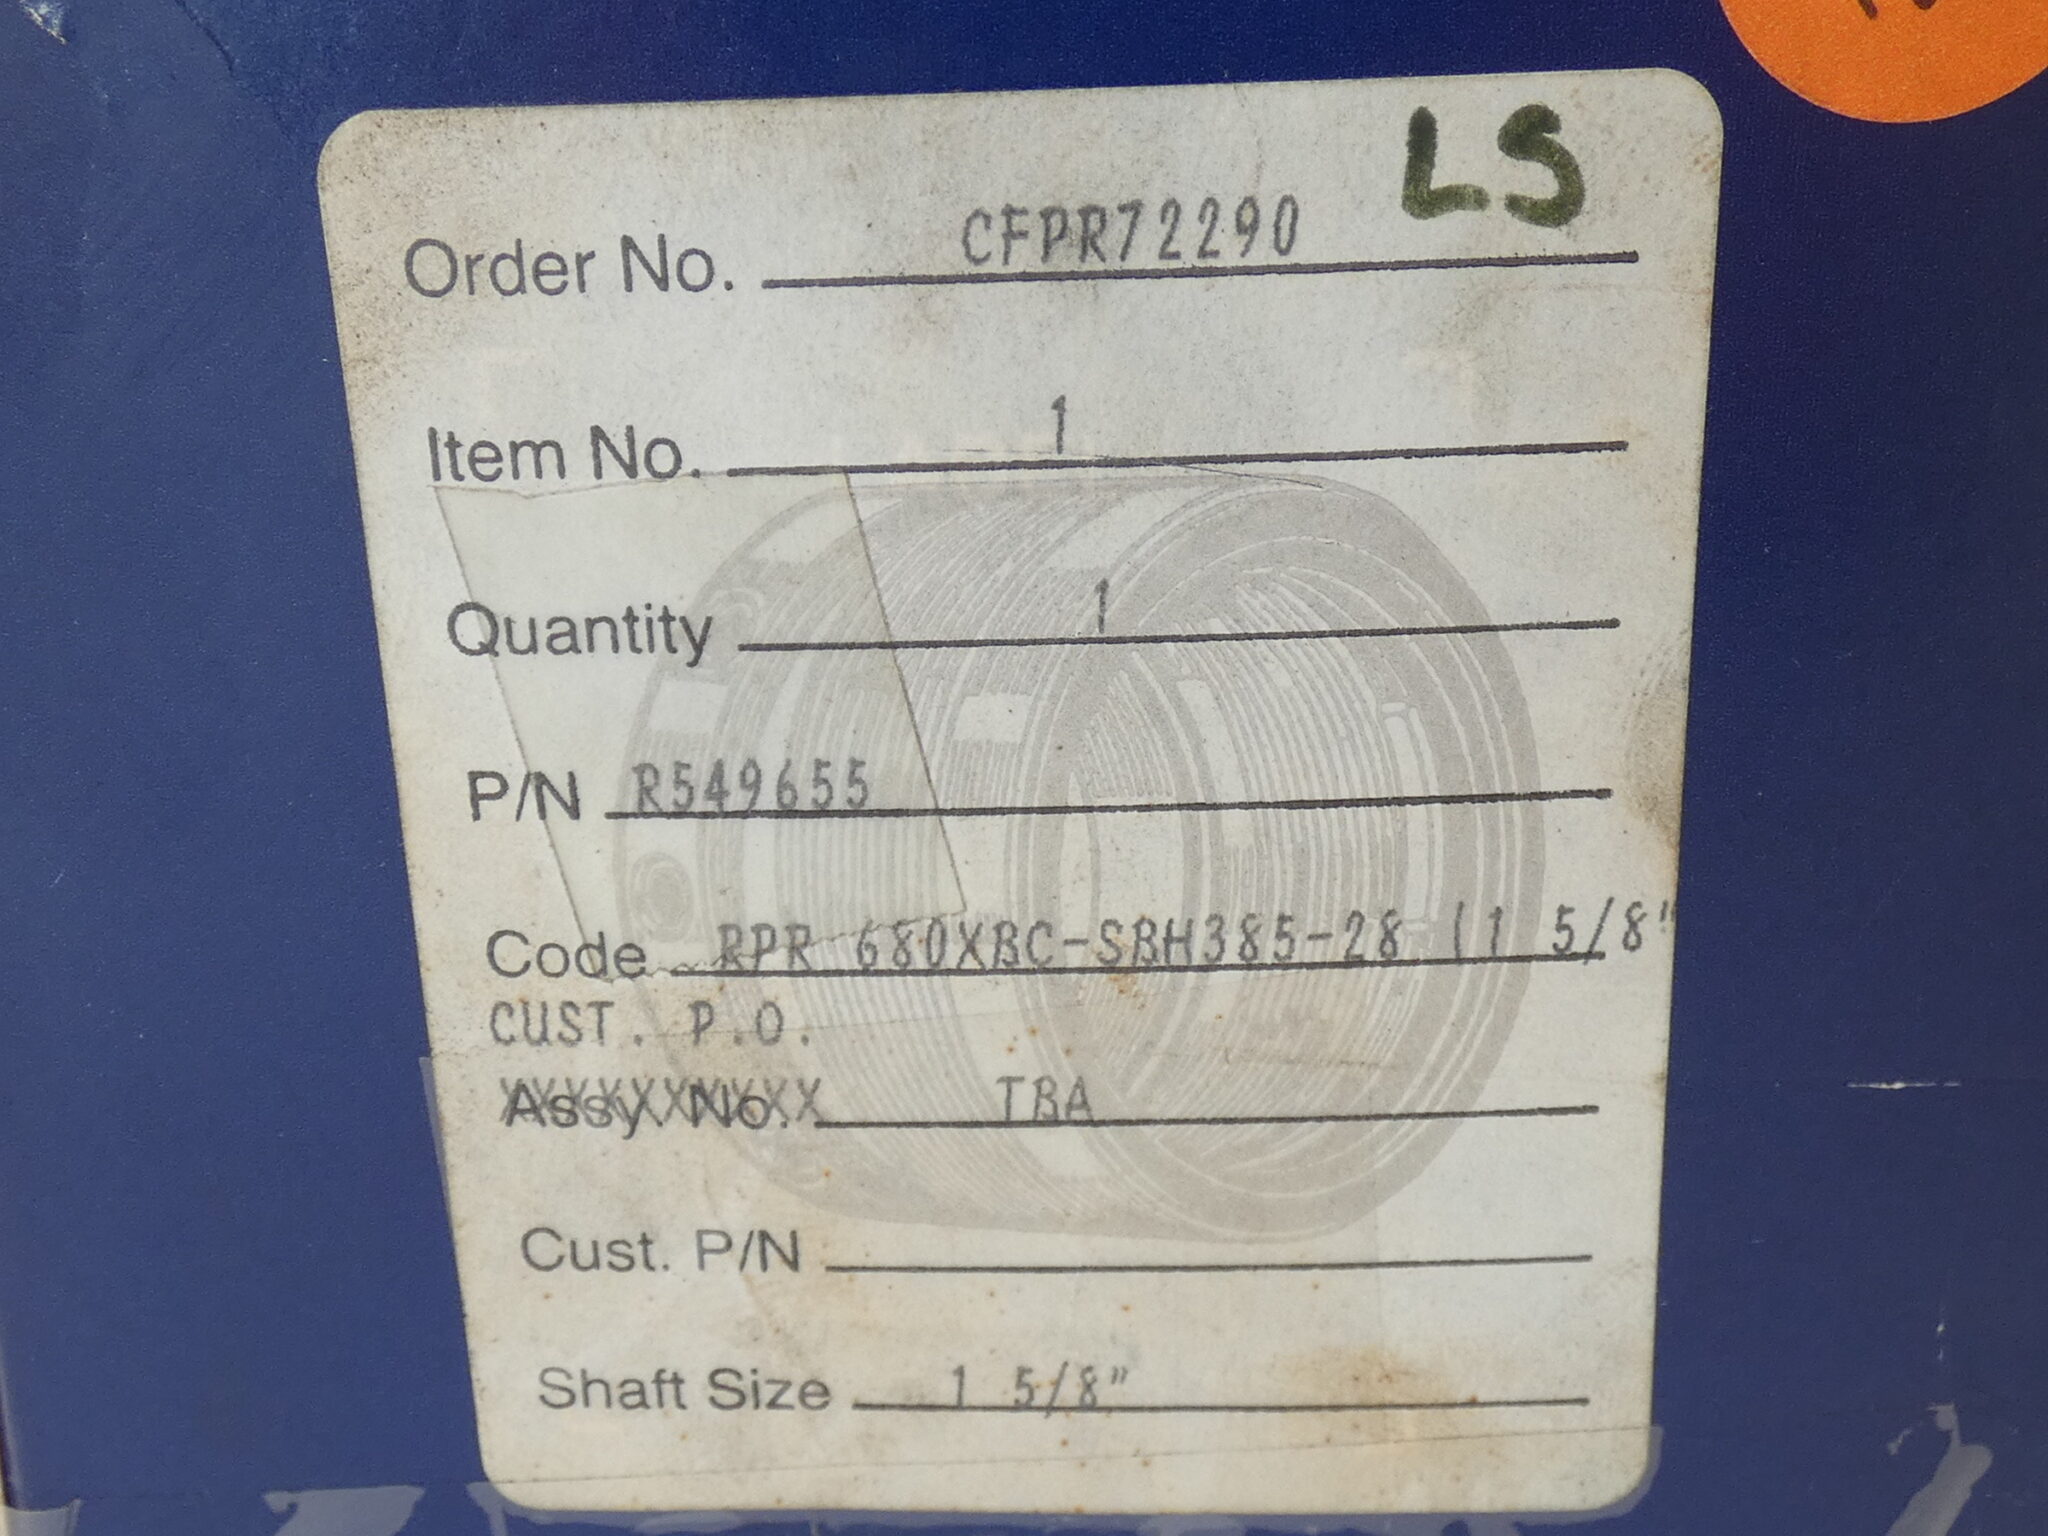 LS
Order No. CFPR72290
Item No. 1
Quantity 1
P/N R549655
Code RPR 680XBC-SBH385-28 (1 5/8"
CUST. P.O.
Assy. No. TBA
Cust. P/N
Shaft Size 1 5/8"